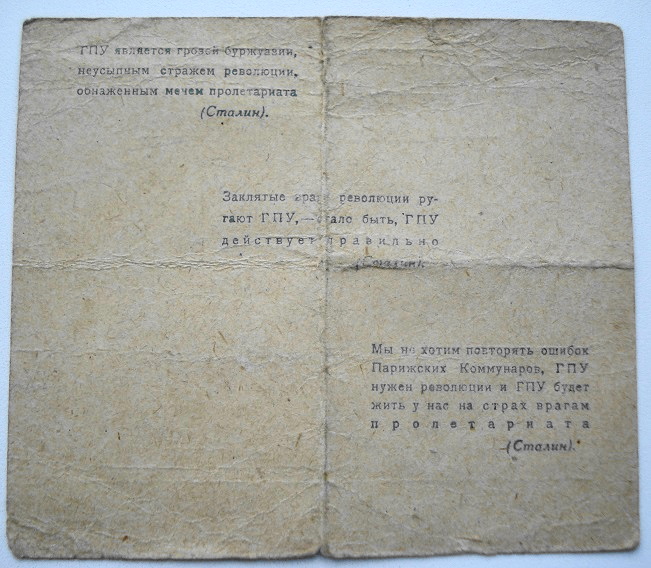 ГПУ является грозой буржуазии,
неусыпным стражем революции,
обнаженным мечем пролетариата
(Сталин).
Заклятые враги революции ру-
гают ГПУ,—стало быть, ГПУ
действует правильно
(Сталин).
Мы не хотим повторять ошибок
Парижских Коммунаров, ГПУ
нужен революции и ГПУ будет
жить у нас на страх врагам
пролетариата
(Сталин).